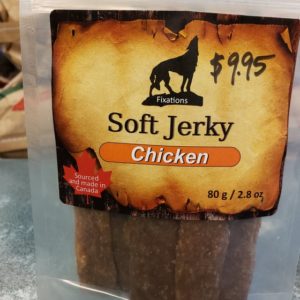 $9.95
Fixations
Soft Jerky
Chicken
Sourced
and made in
Canada
80 g / 2.8 oz